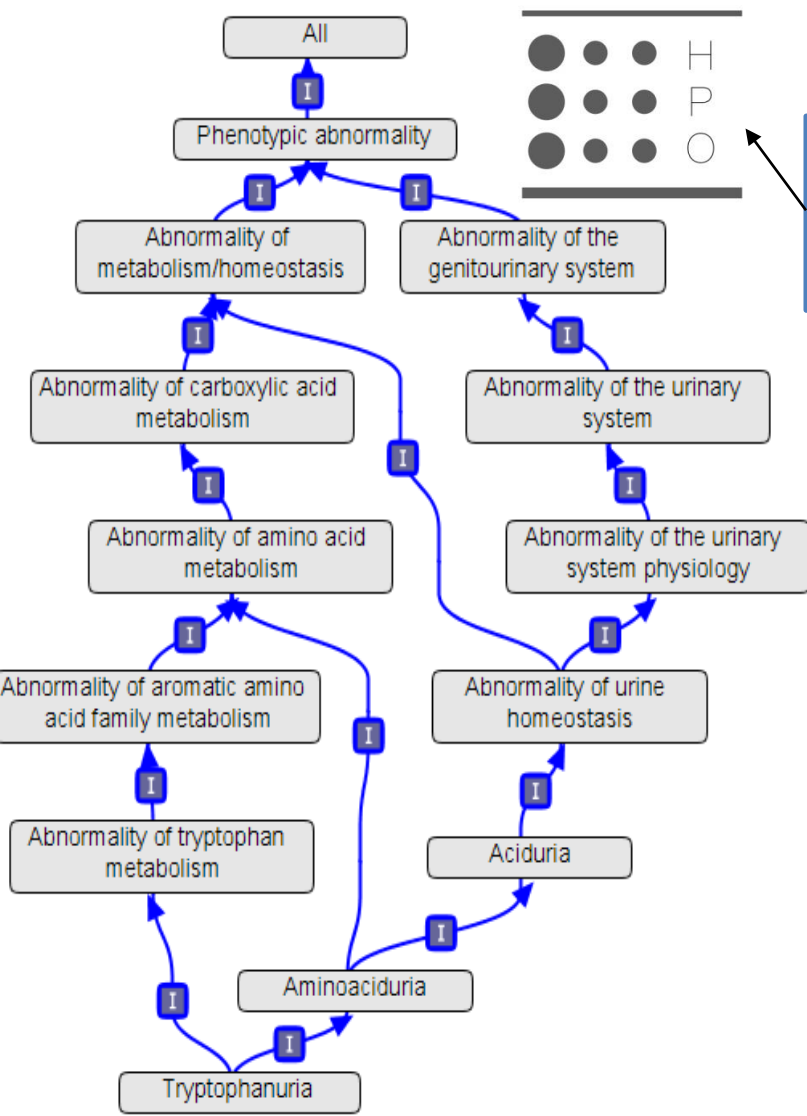 All
H
P
O
I
Phenotypic abnormality
I
I
Abnormality of
metabolism/homeostasis
Abnormality of the
genitourinary system
I
I
Abnormality of carboxylic acid
metabolism
Abnormality of the urinary
system
I
I
I
Abnormality of amino acid
metabolism
Abnormality of the urinary
system physiology
I
I
Abnormality of aromatic amino
acid family metabolism
Abnormality of urine
homeostasis
I
I
I
Abnormality of tryptophan
metabolism
Aciduria
I
Aminoaciduria
I
I
Tryptophanuria